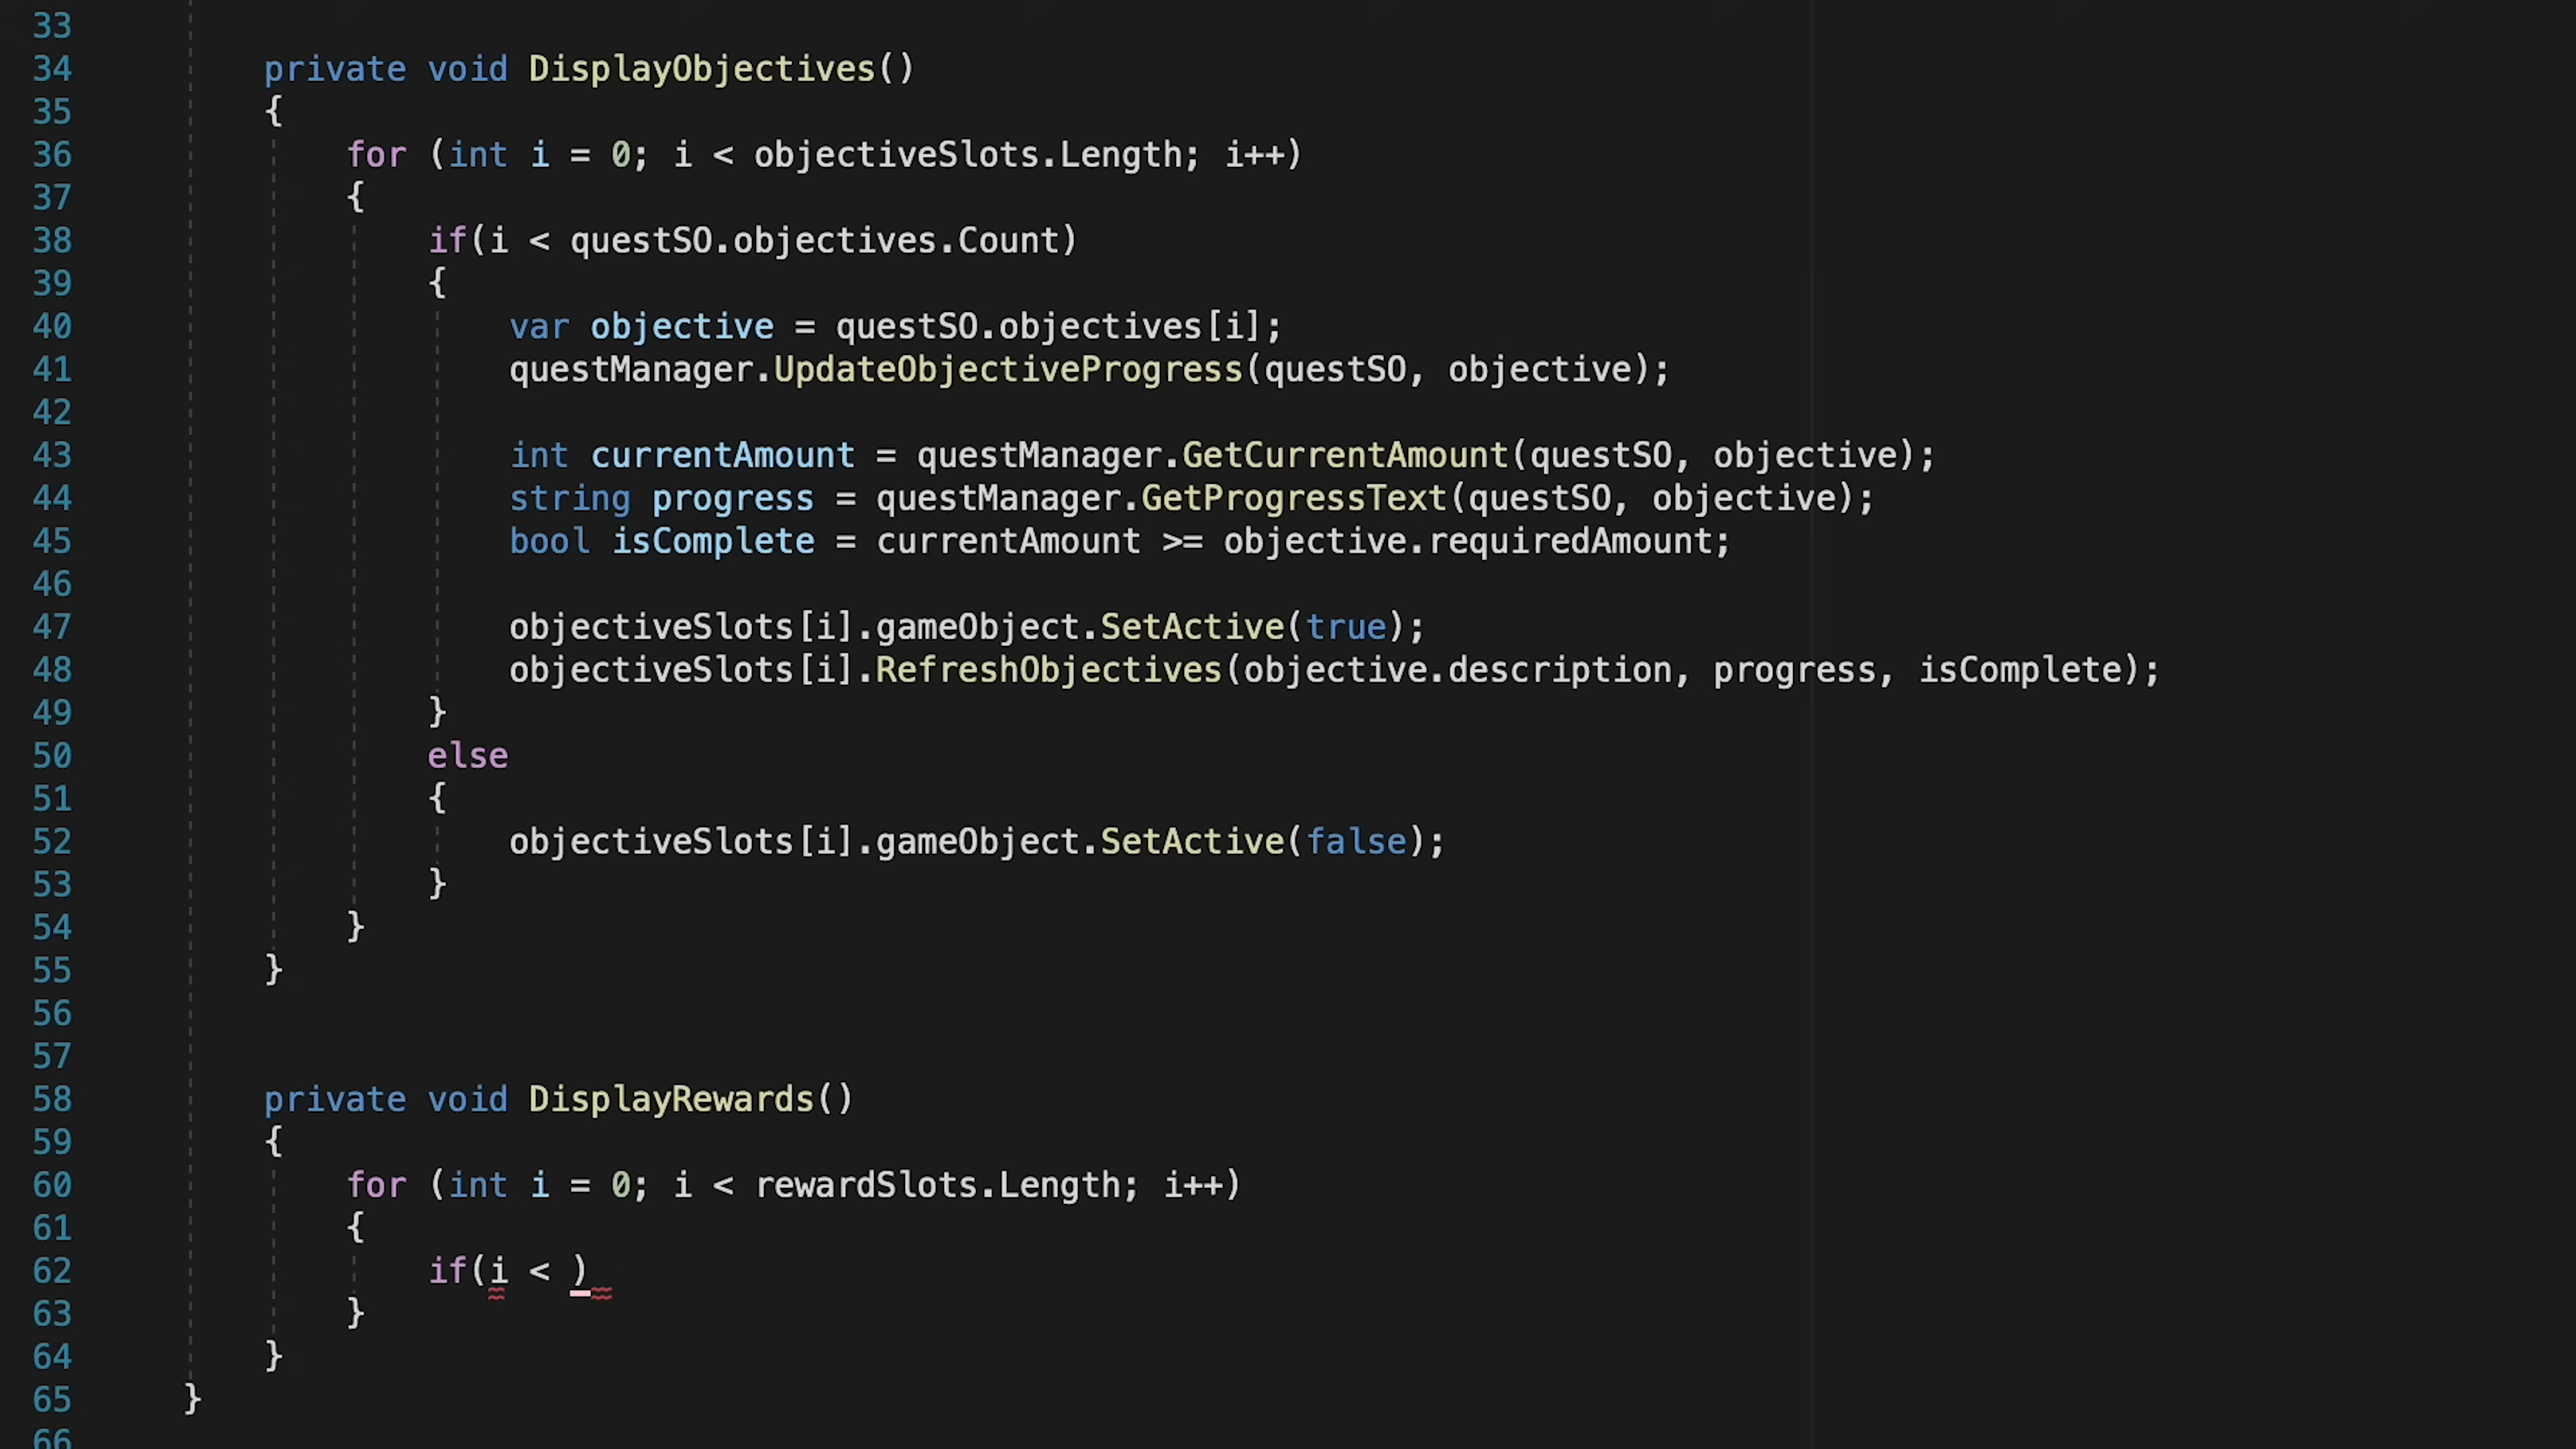 33
34 private void DisplayObjectives()
35 {
36 for (int i = 0; i < objectiveSlots.Length; i++)
37 {
38 if(i < questSO.objectives.Count)
39 {
40 var objective = questSO.objectives[i];
41 questManager.UpdateObjectiveProgress(questSO, objective);
42
43 int currentAmount = questManager.GetCurrentAmount(questSO, objective);
44 string progress = questManager.GetProgressText(questSO, objective);
45 bool isComplete = currentAmount >= objective.requiredAmount;
46
47 objectiveSlots[i].gameObject.SetActive(true);
48 objectiveSlots[i].RefreshObjectives(objective.description, progress, isComplete);
49 }
50 else
51 {
52 objectiveSlots[i].gameObject.SetActive(false);
53 }
54 }
55 }
56
57
58 private void DisplayRewards()
59 {
60 for (int i = 0; i < rewardSlots.Length; i++)
61 {
62 if(i < )
63 }
64 }
65 }
66